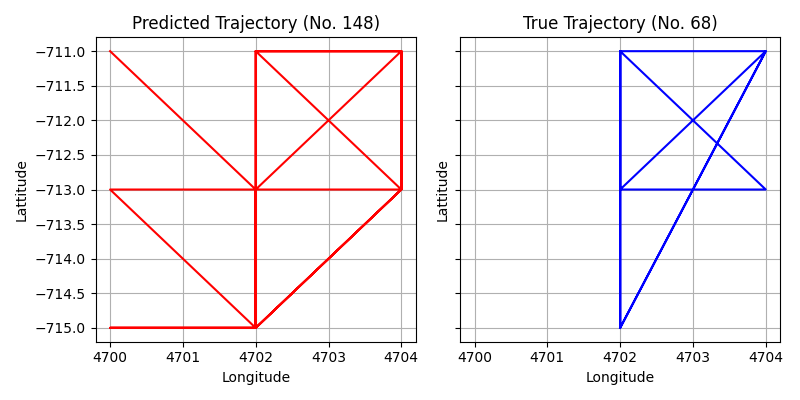 Predicted Trajectory (No. 148)
−711.0
−711.5
−712.0
−712.5
−713.0
−713.5
−714.0
−714.5
−715.0
Lattitude
4700 4701 4702 4703 4704
Longitude
True Trajectory (No. 68)
Lattitude
4700 4701 4702 4703 4704
Longitude